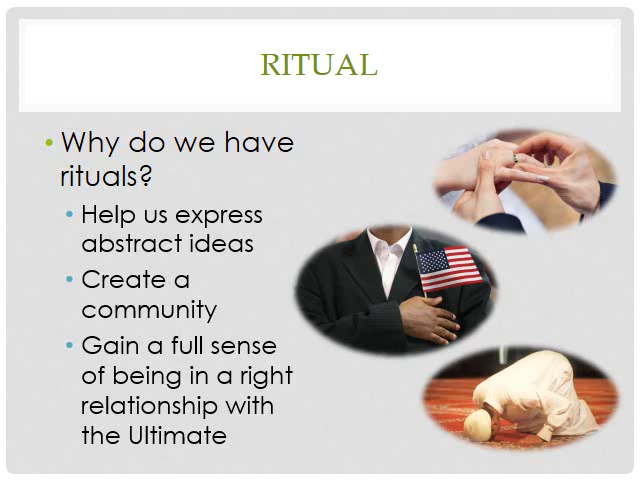 RITUAL
• Why do we have
rituals?
• Help us express
abstract ideas
• Create a
community
• Gain a full sense
of being in a right
relationship with
the Ultimate